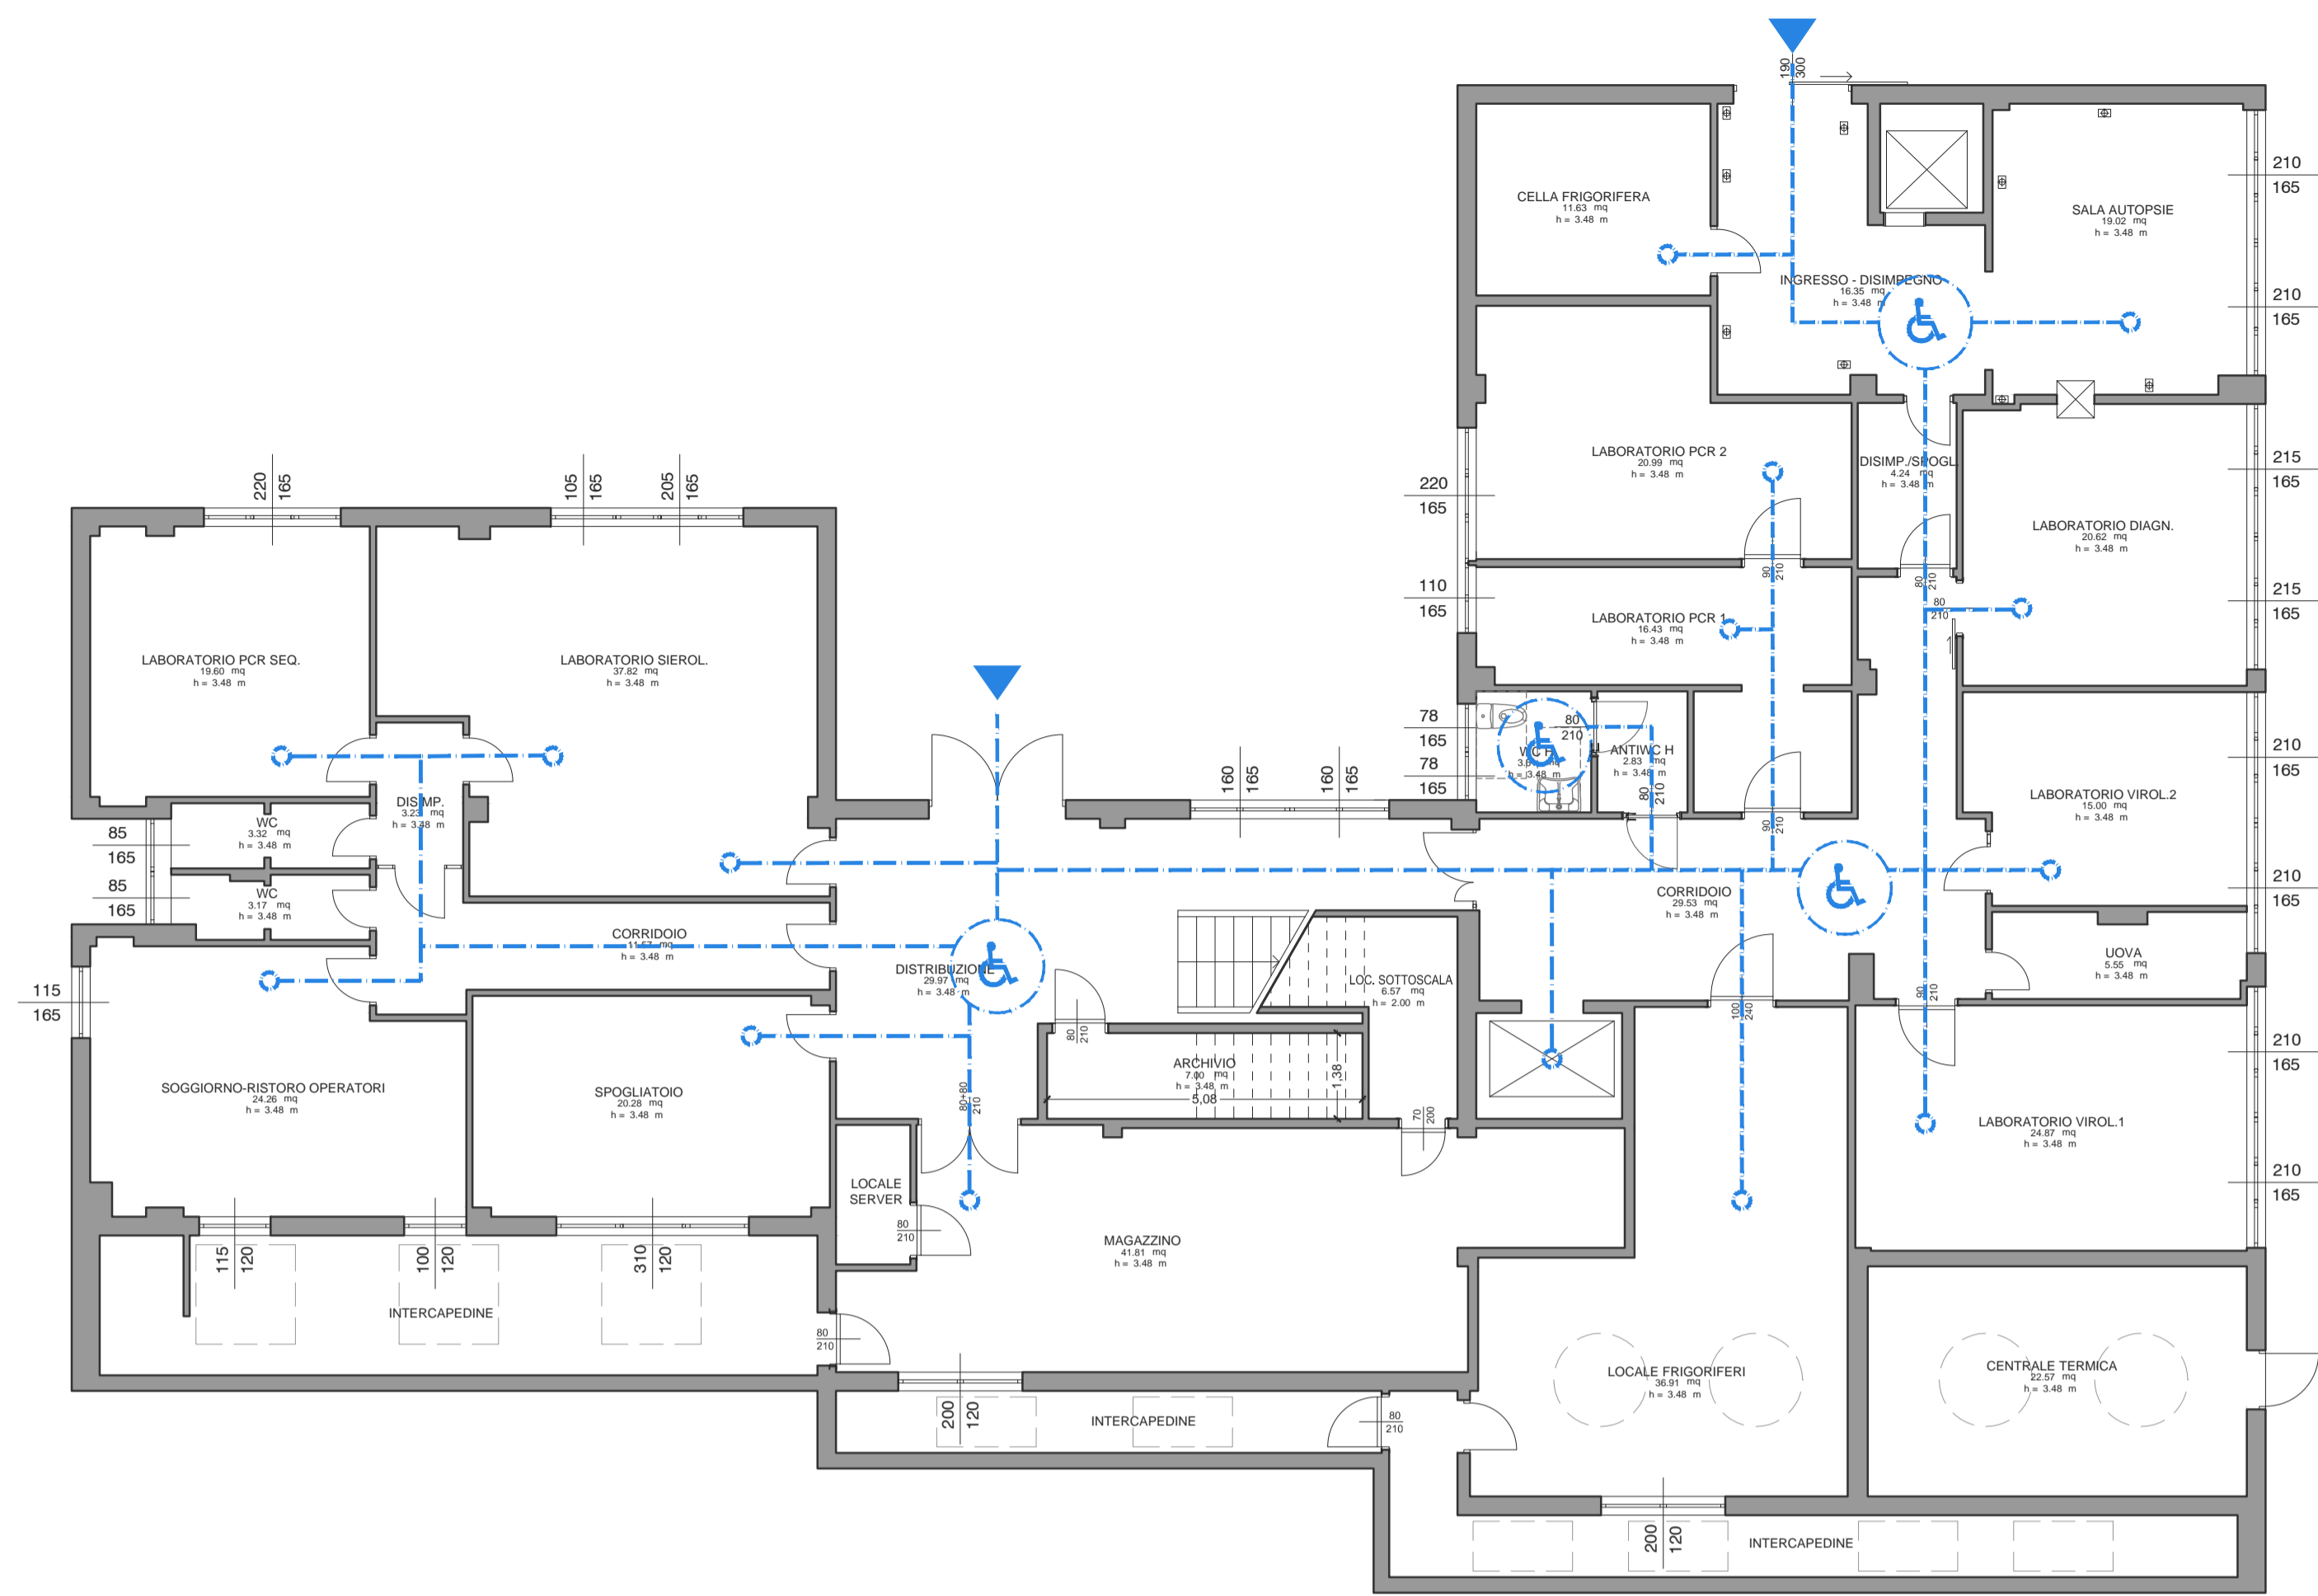 190
300
CELLA FRIGORIFERA
11.63 mq
h = 3.48 m
SALA AUTOPSIE
19.02 mq
h = 3.48 m
210
165
INGRESSO - DISIMPEGNO
16.35 mq
h = 3.48 m
210
165
LABORATORIO PCR 2
20.99 mq
h = 3.48 m
220
165
DISIMP./SPOGL.
4.24 mq
h = 3.48 m
215
165
LABORATORIO DIAGN.
20.62 mq
h = 3.48 m
90
210
80
210
80
210
215
165
110
165
LABORATORIO PCR 1
16.43 mq
h = 3.48 m
220
165
105
165
205
165
LABORATORIO PCR SEQ.
19.60 mq
h = 3.48 m
LABORATORIO SIEROL.
37.82 mq
h = 3.48 m
78
165
78
165
80
210
WC H
h = 3.48 m
ANTIWC H
2.83 mq
h = 3.48 m
80
210
90
210
160
165
160
165
210
165
LABORATORIO VIROL.2
15.00 mq
h = 3.48 m
DISIMP.
3.23 mq
h = 3.48 m
WC
3.32 mq
h = 3.48 m
85
165
85
165
WC
3.17 mq
h = 3.48 m
CORRIDOIO
29.53 mq
h = 3.48 m
210
165
CORRIDOIO
11.57 mq
h = 3.48 m
DISTRIBUZIONE
29.97 mq
h = 3.48 m
LOC. SOTTOSCALA
6.57 mq
h = 2.00 m
UOVA
5.55 mq
h = 3.48 m
115
165
90
210
100
240
80
210
ARCHIVIO
7.00 mq
h = 3.48 m
5,08
1,38
80+80
210
70
200
210
165
SOGGIORNO-RISTORO OPERATORI
24.26 mq
h = 3.48 m
SPOGLIATOIO
20.28 mq
h = 3.48 m
LABORATORIO VIROL.1
24.87 mq
h = 3.48 m
210
165
LOCALE
SERVER
80
210
MAGAZZINO
41.81 mq
h = 3.48 m
115
120
100
120
310
120
INTERCAPEDINE
80
210
LOCALE FRIGORIFERI
36.91 mq
h = 3.48 m
CENTRALE TERMICA
22.57 mq
h = 3.48 m
200
120
INTERCAPEDINE
80
210
200
120
INTERCAPEDINE